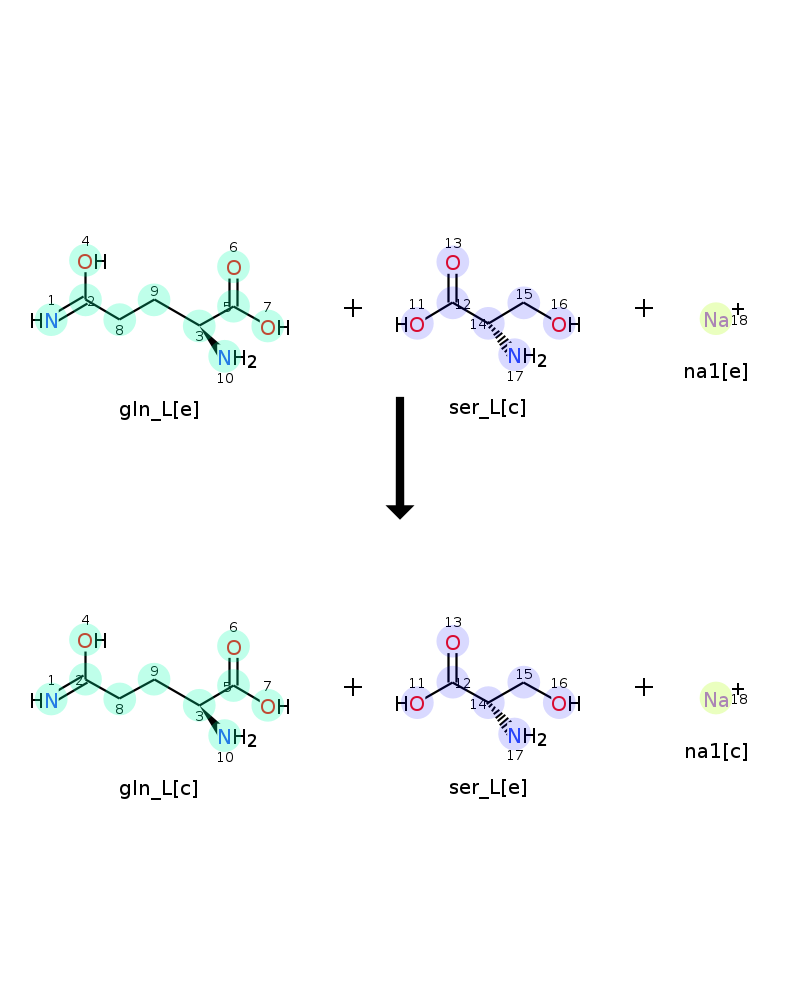 4 13
OH 6 O
1 9 O 7 11 12 15 16 +
HN 2 5 OH + HO 14 OH + Na 18
8 3 NH2 NH2
10 17 na1[e]
gln_L[e] ser_L[c]
4 13
OH 6 O
1 9 O 7 11 12 15 16 +
HN 2 5 OH + HO 14 OH + Na 18
8 3 NH2 NH2
10 17 na1[c]
gln_L[c] ser_L[e]